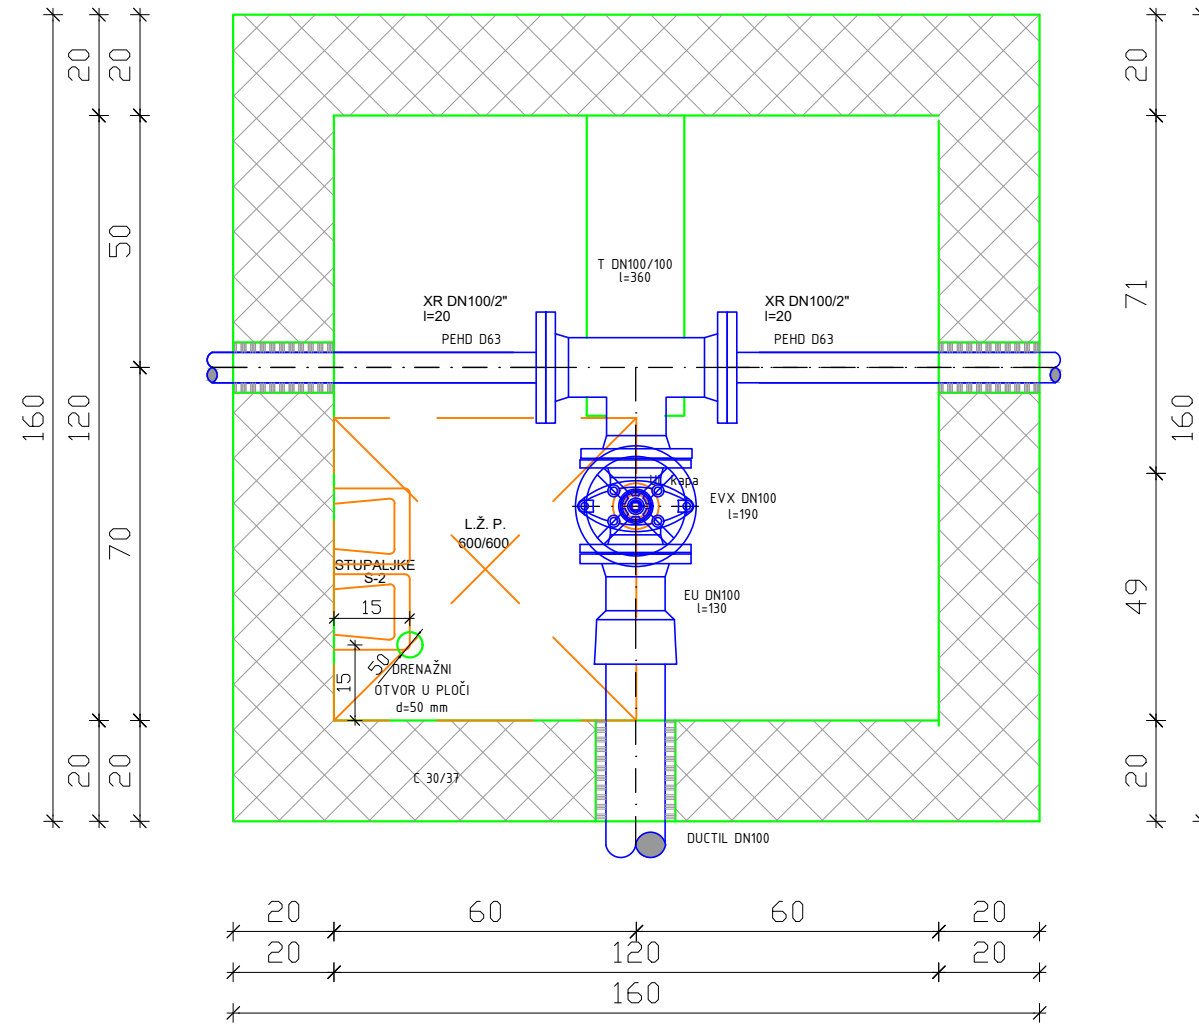 20
20
20
T DN100/100
l=360
50
XR DN100/2"
l=20
XR DN100/2"
l=20
71
PEHD D63
PEHD D63
160
120
160
kapa
EVX DN100
l=190
L.Ž. P.
600/600
70
STUPALJKE
S-2
EU DN100
l=130
49
15
50
15
DRENAŽNI
OTVOR U PLOČI
d=50 mm
20
20
C 30/37
20
DUCTIL DN100
20
60
60
20
20
120
20
160